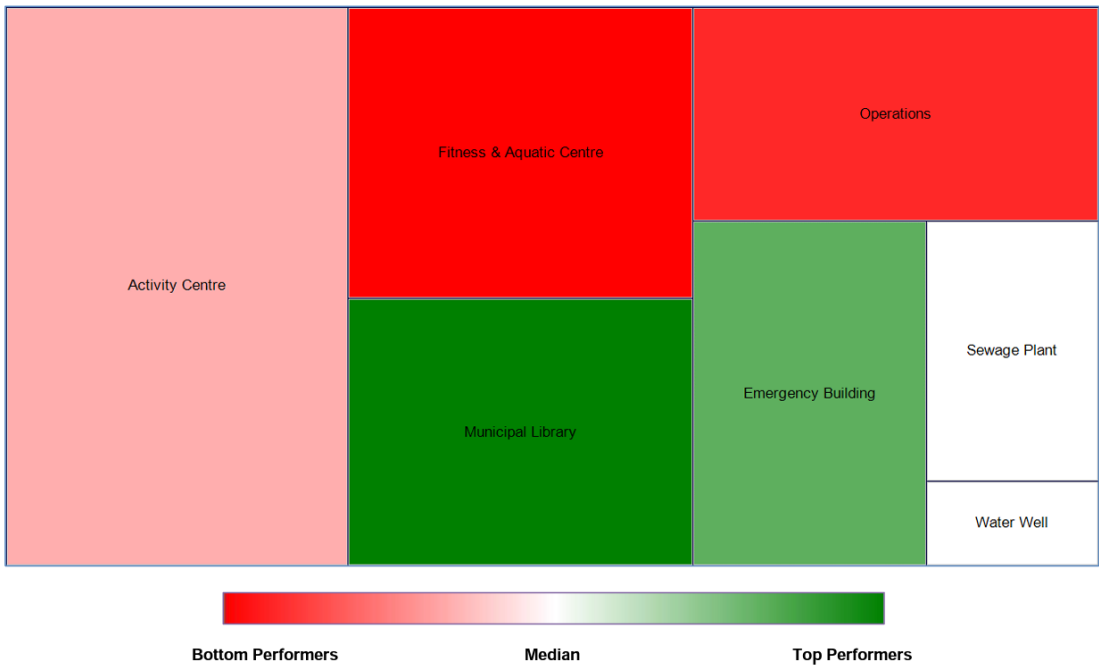 Operations
Fitness & Aquatic Centre
Activity Centre
Sewage Plant
Emergency Building
Municipal Library
Water Well
Bottom Performers
Median
Top Performers